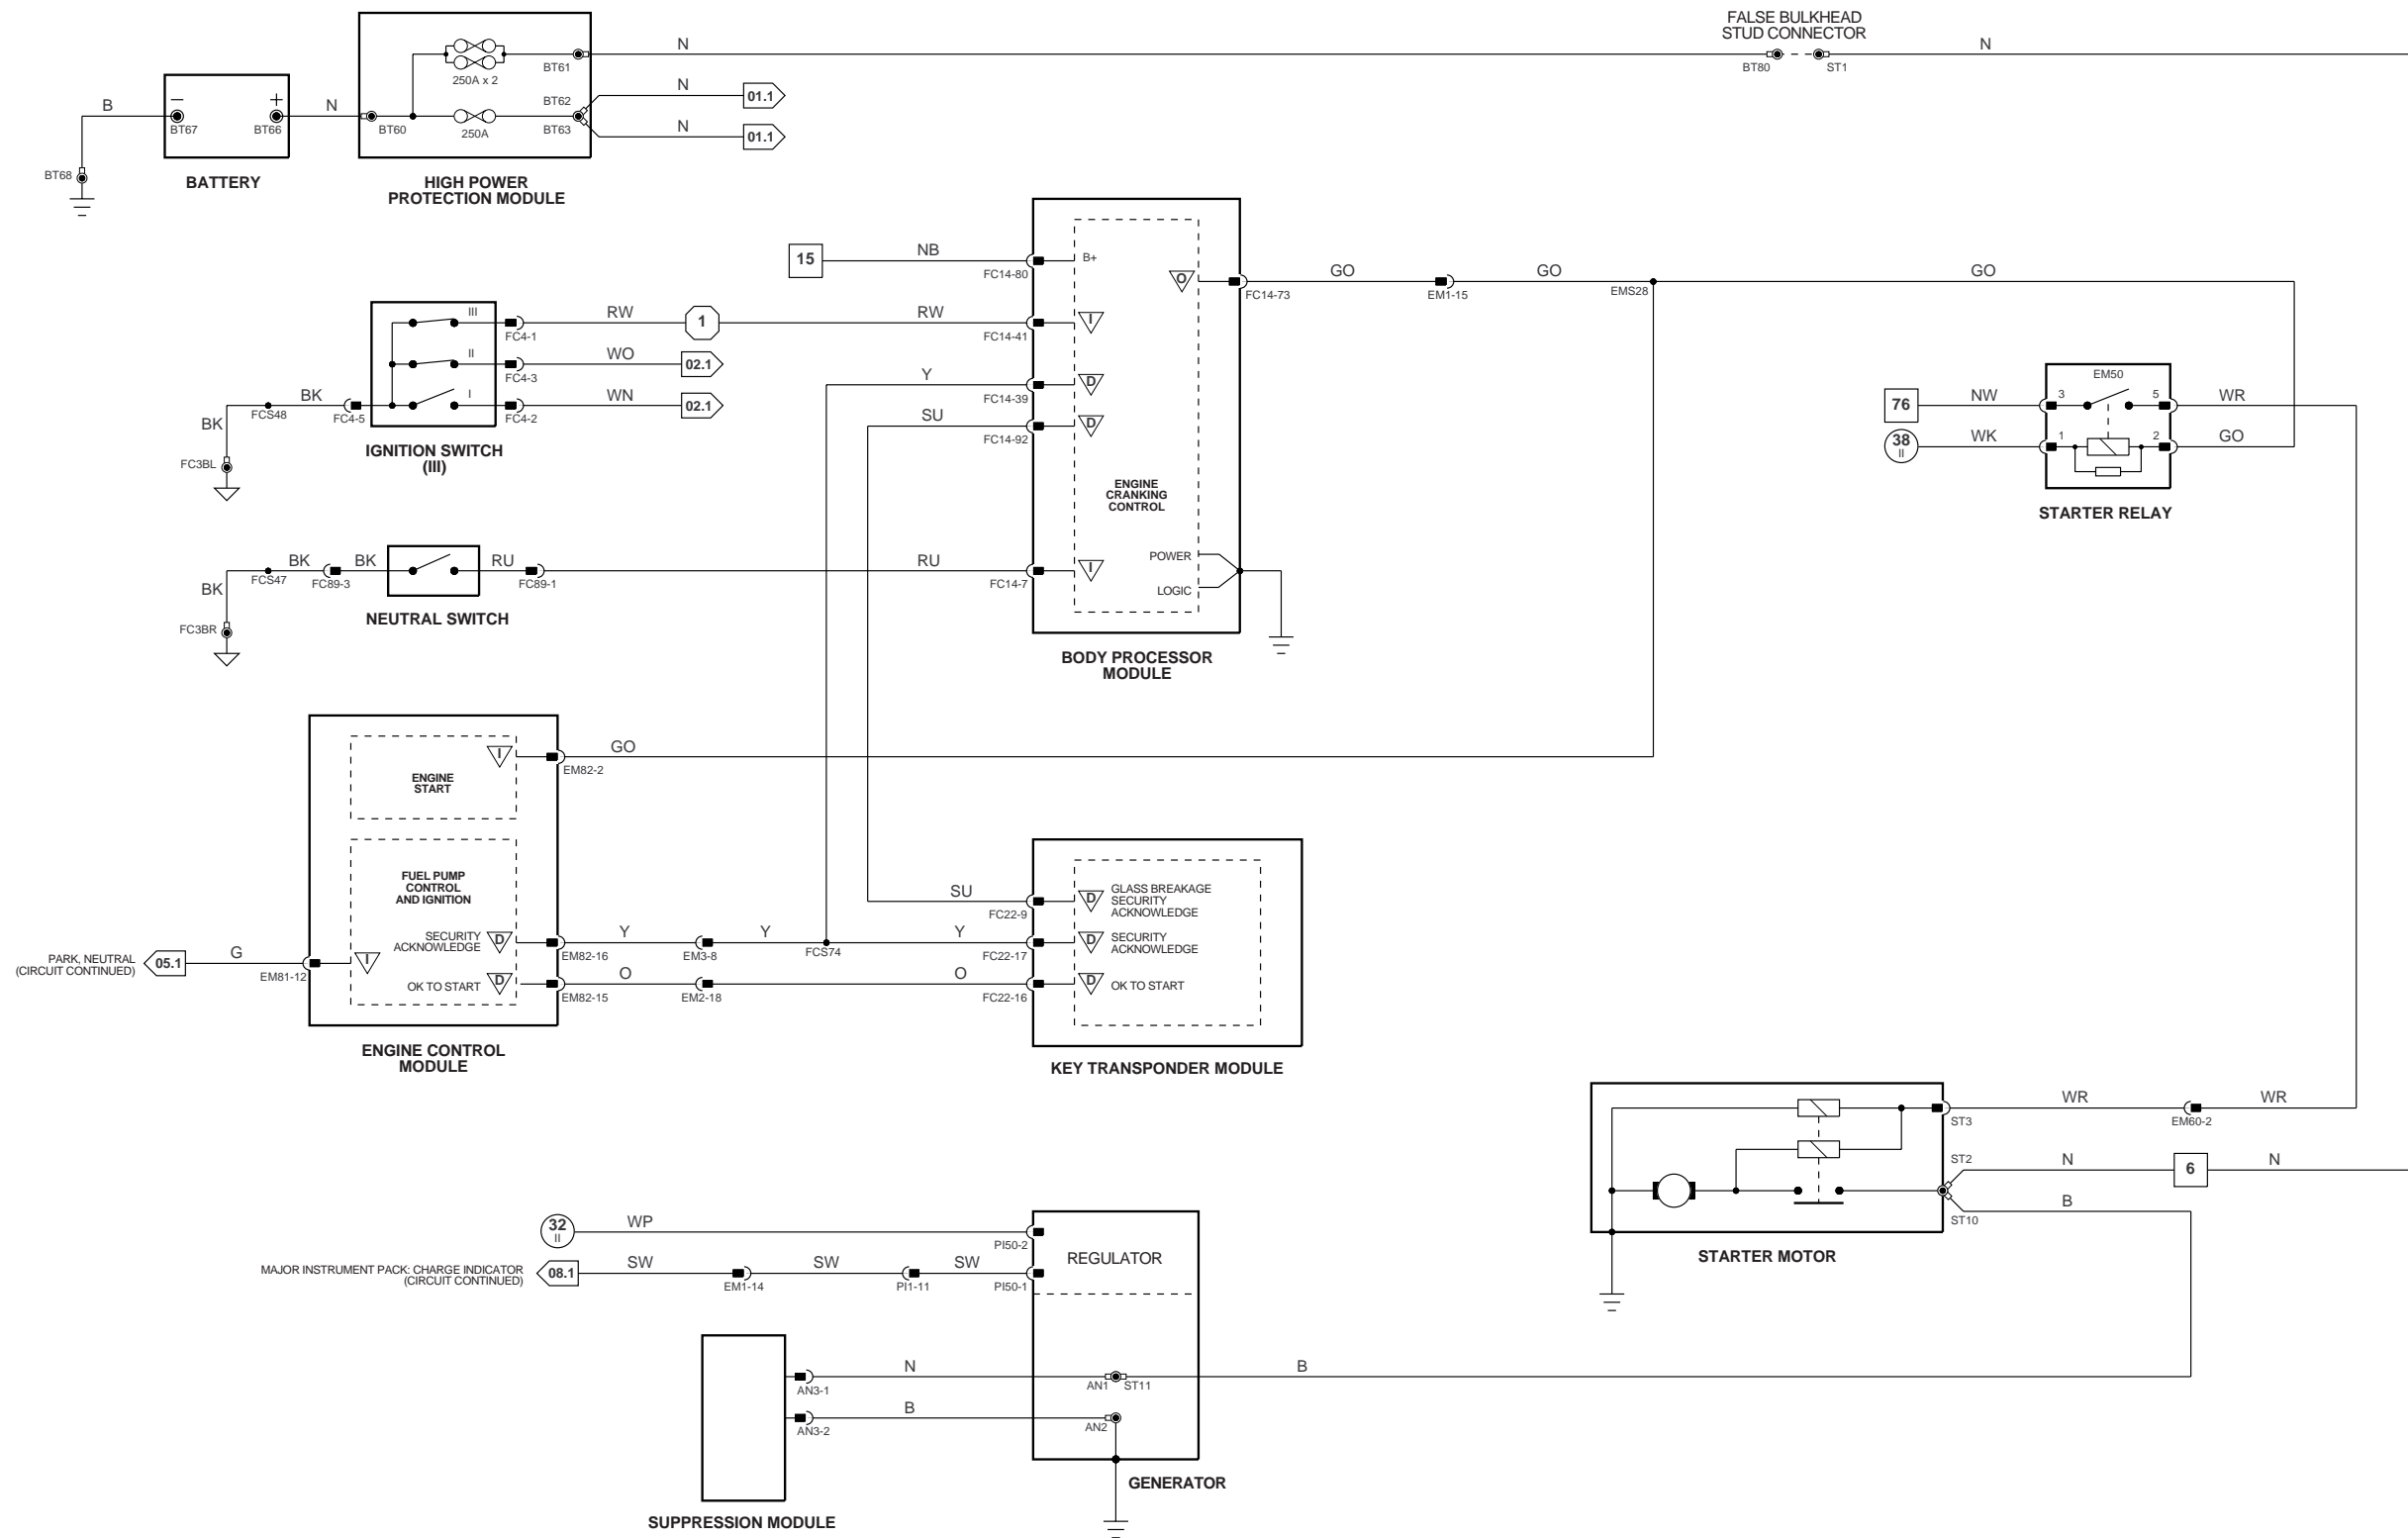 FALSE BULKHEAD
STUD CONNECTOR
N
BT80
ST1
N
250A x 2
BT61
N
BT62
N
01.1
B
–
+
BT67
BT66
N
BT60
250A
BT63
N
01.1
BT68
BATTERY
HIGH POWER
PROTECTION MODULE
15
NB
FC14-80
B+
O
FC14-73
GO
EM1-15
GO
EMS28
GO
III
FC4-1
RW
1
RW
FC14-41
I
II
FC4-3
WO
02.1
Y
FC14-39
D
BK
FCS48
BK
FC4-5
I
FC4-2
WN
02.1
SU
FC14-92
D
FC3BL
IGNITION SWITCH
(III)
EM50
76
NW
3
5
WR
38
II
WK
1
2
GO
STARTER RELAY
ENGINE
CRANKING
CONTROL
BK
FCS47
BK
FC89-3
BK
RU
FC89-1
RU
FC14-7
I
POWER
LOGIC
FC3BR
NEUTRAL SWITCH
BODY PROCESSOR
MODULE
I
EM82-2
GO
ENGINE
START
FUEL PUMP
CONTROL
AND IGNITION
SU
FC22-9
D
GLASS BREAKAGE
SECURITY
ACKNOWLEDGE
SECURITY
ACKNOWLEDGE
D
EM82-16
Y
EM3-8
Y
FCS74
Y
FC22-17
D
SECURITY
ACKNOWLEDGE
PARK, NEUTRAL
(CIRCUIT CONTINUED)
05.1
G
EM81-12
I
OK TO START
D
EM82-15
O
EM2-18
O
FC22-16
D
OK TO START
ENGINE CONTROL
MODULE
KEY TRANSPONDER MODULE
ST3
WR
EM60-2
WR
ST2
N
6
N
ST10
B
STARTER MOTOR
32
II
WP
PI50-2
REGULATOR
MAJOR INSTRUMENT PACK: CHARGE INDICATOR
(CIRCUIT CONTINUED)
08.1
SW
EM1-14
SW
PI1-11
SW
PI50-1
AN3-1
N
AN1
ST11
B
AN3-2
B
AN2
GENERATOR
SUPPRESSION MODULE